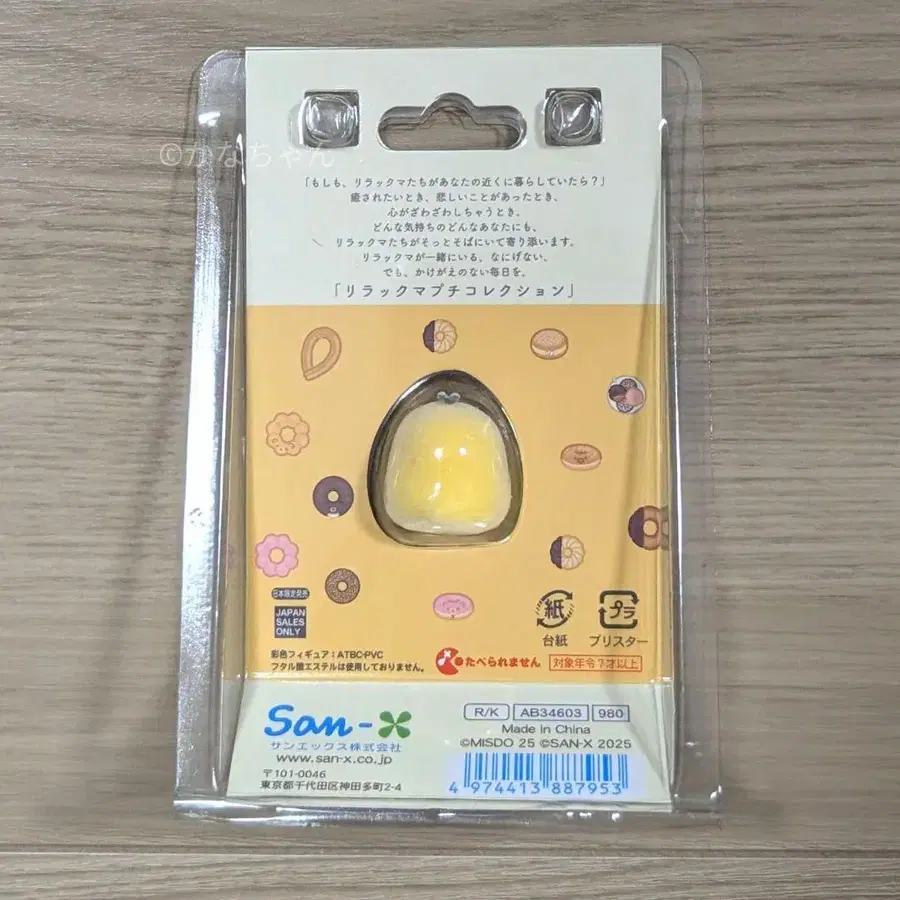 ©かなちゃん
「もしも、リラックマたちがあなたの近くに暮らしていたら？」
癒されたいとき、悲しいことがあったとき、
心がざわざわしちゃうとき。
どんな気持ちのどんなあなたにも、
リラックマたちがそっとそばにいて寄り添います。
リラックマが一緒にいる、なにげない、
でも、かけがえのない毎日を。
「リラックマプチコレクション」
日本限定発売
JAPAN
SALES
ONLY
紙
台紙
プラ
ブリスター
彩色フィギュア：ATBC-PVC
フタル酸エステルは使用しておりません。
たべられません
対象年令7才以上
San-X
サンエックス株式会社
www.san-x.co.jp
〒101-0046
東京都千代田区神田多町2-4
R/K AB34603 980
Made in China
©MISDO 25 ©SAN-X 2025
4 974413 887953